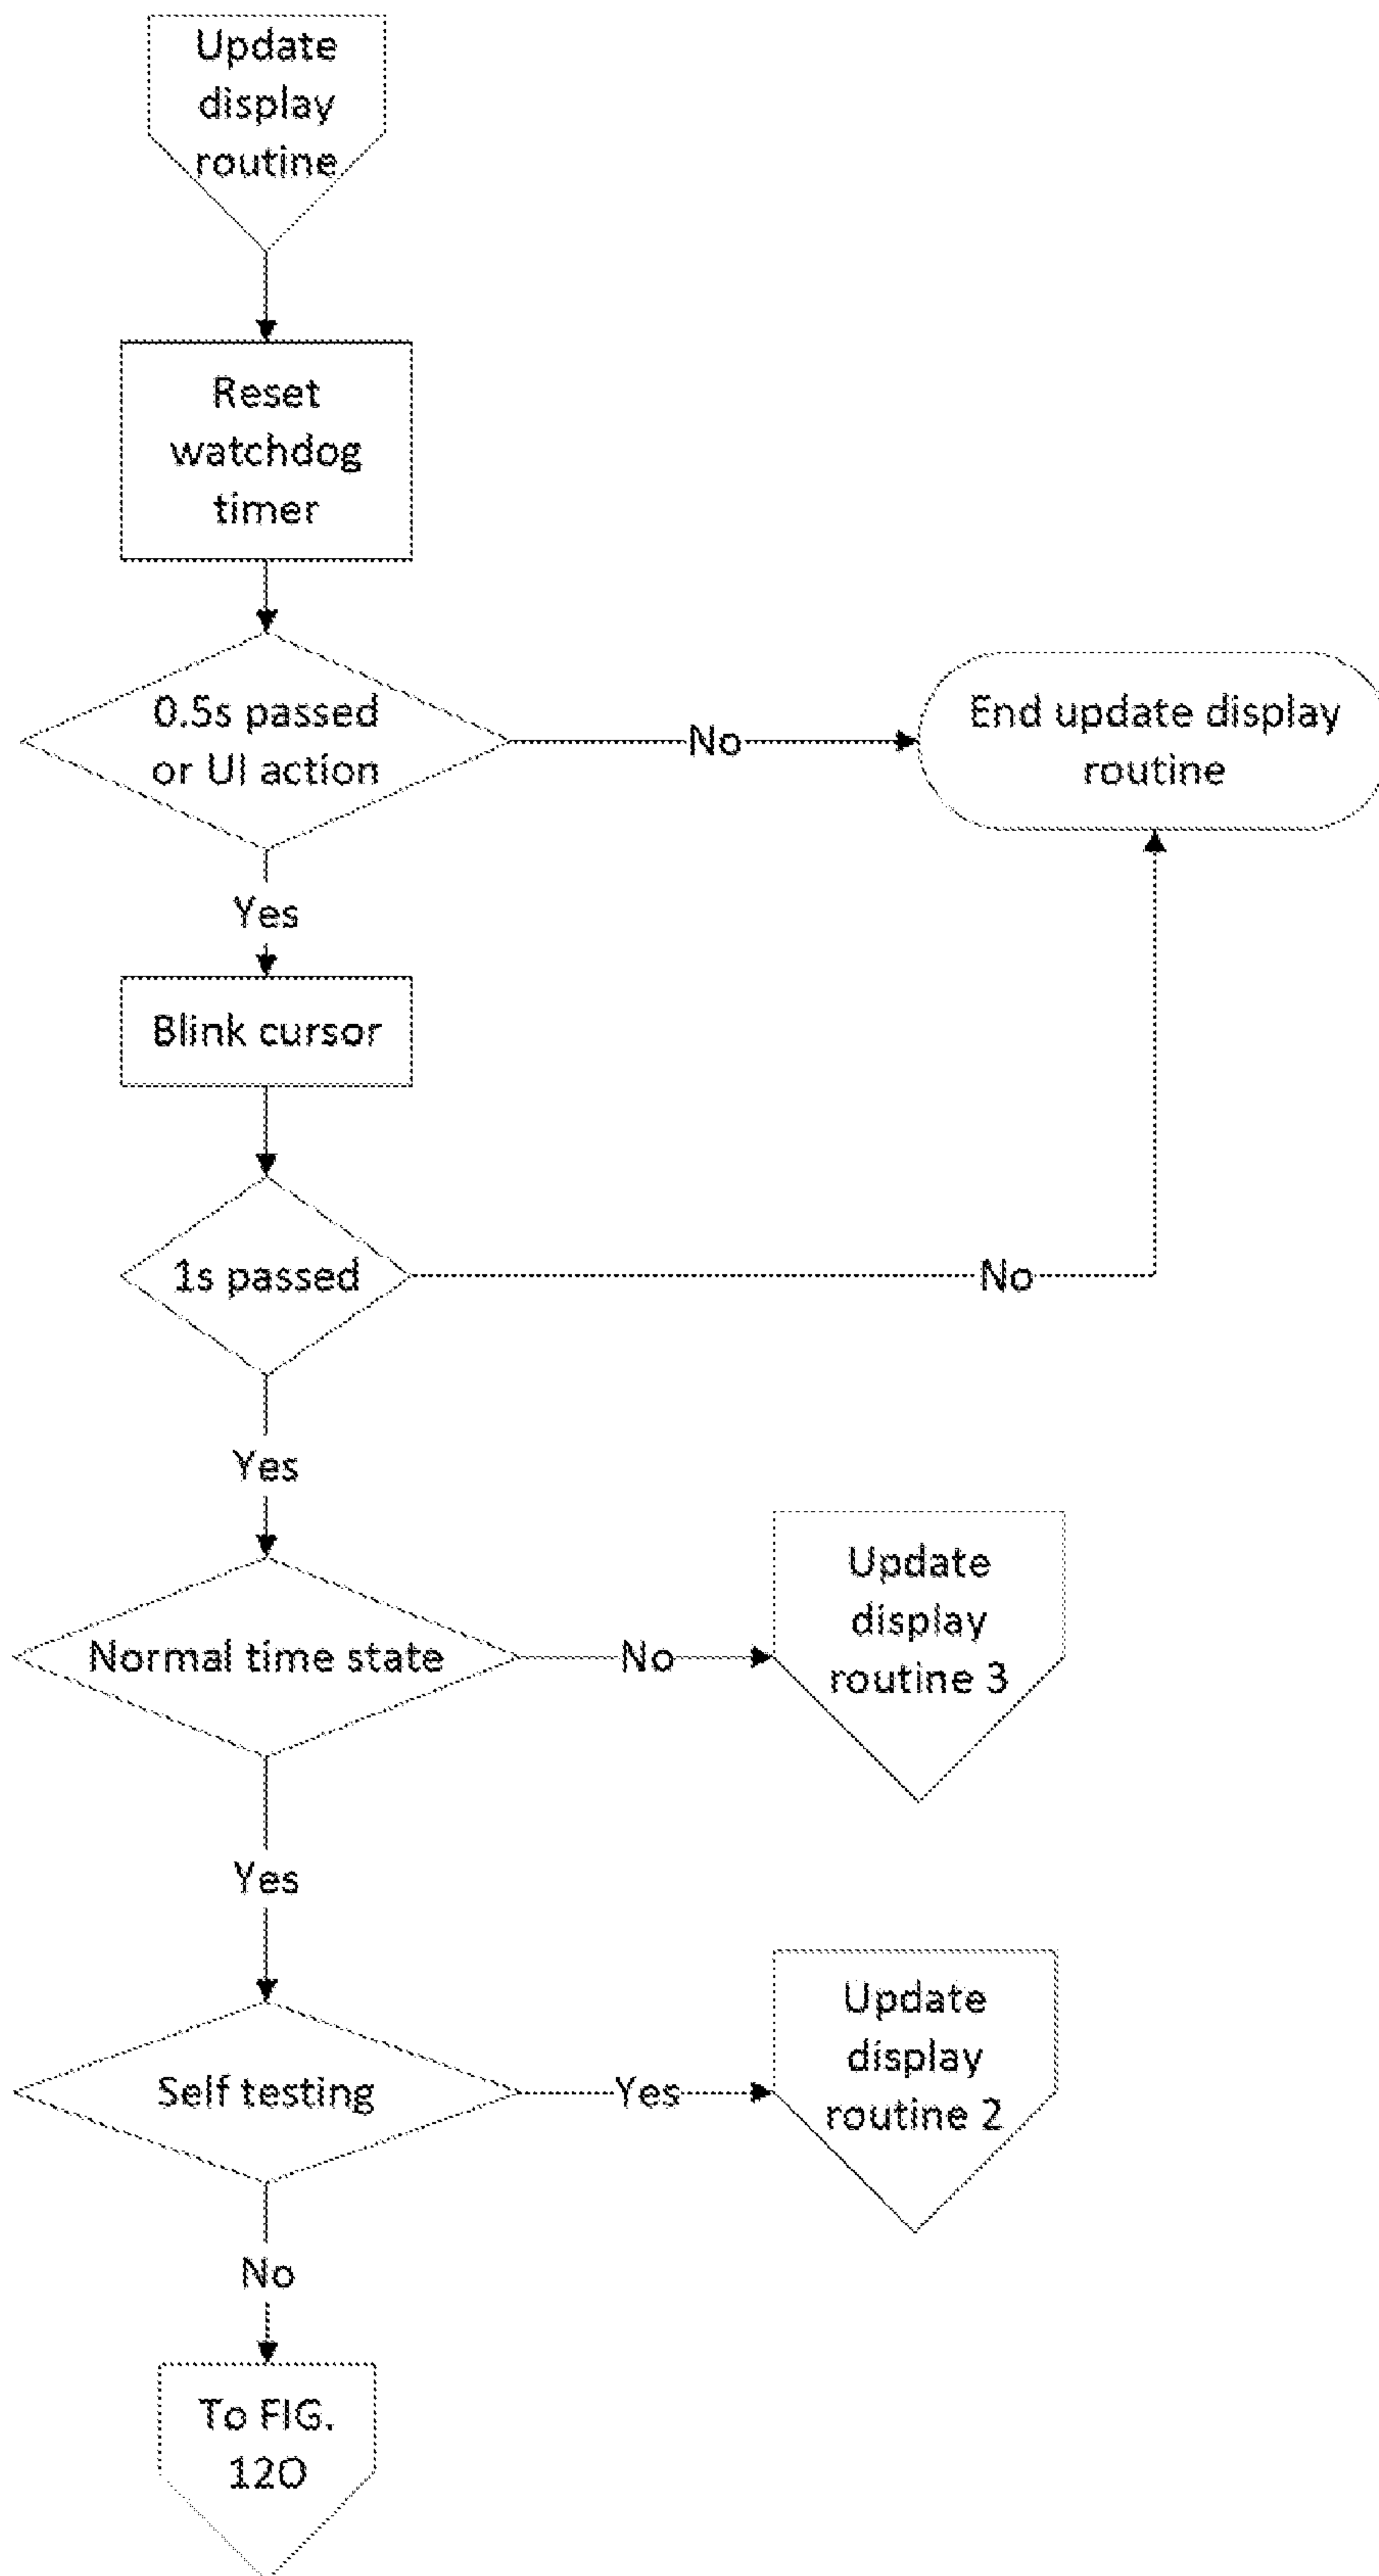 Update
display
routine
Reset
watchdog
timer
0.5s passed
or UI action
No
End update display
routine
Yes
Blink cursor
1s passed
No
Yes
Normal time state
No
Update
display
routine 3
Yes
Self testing
Yes
Update
display
routine 2
No
To FIG.
12O